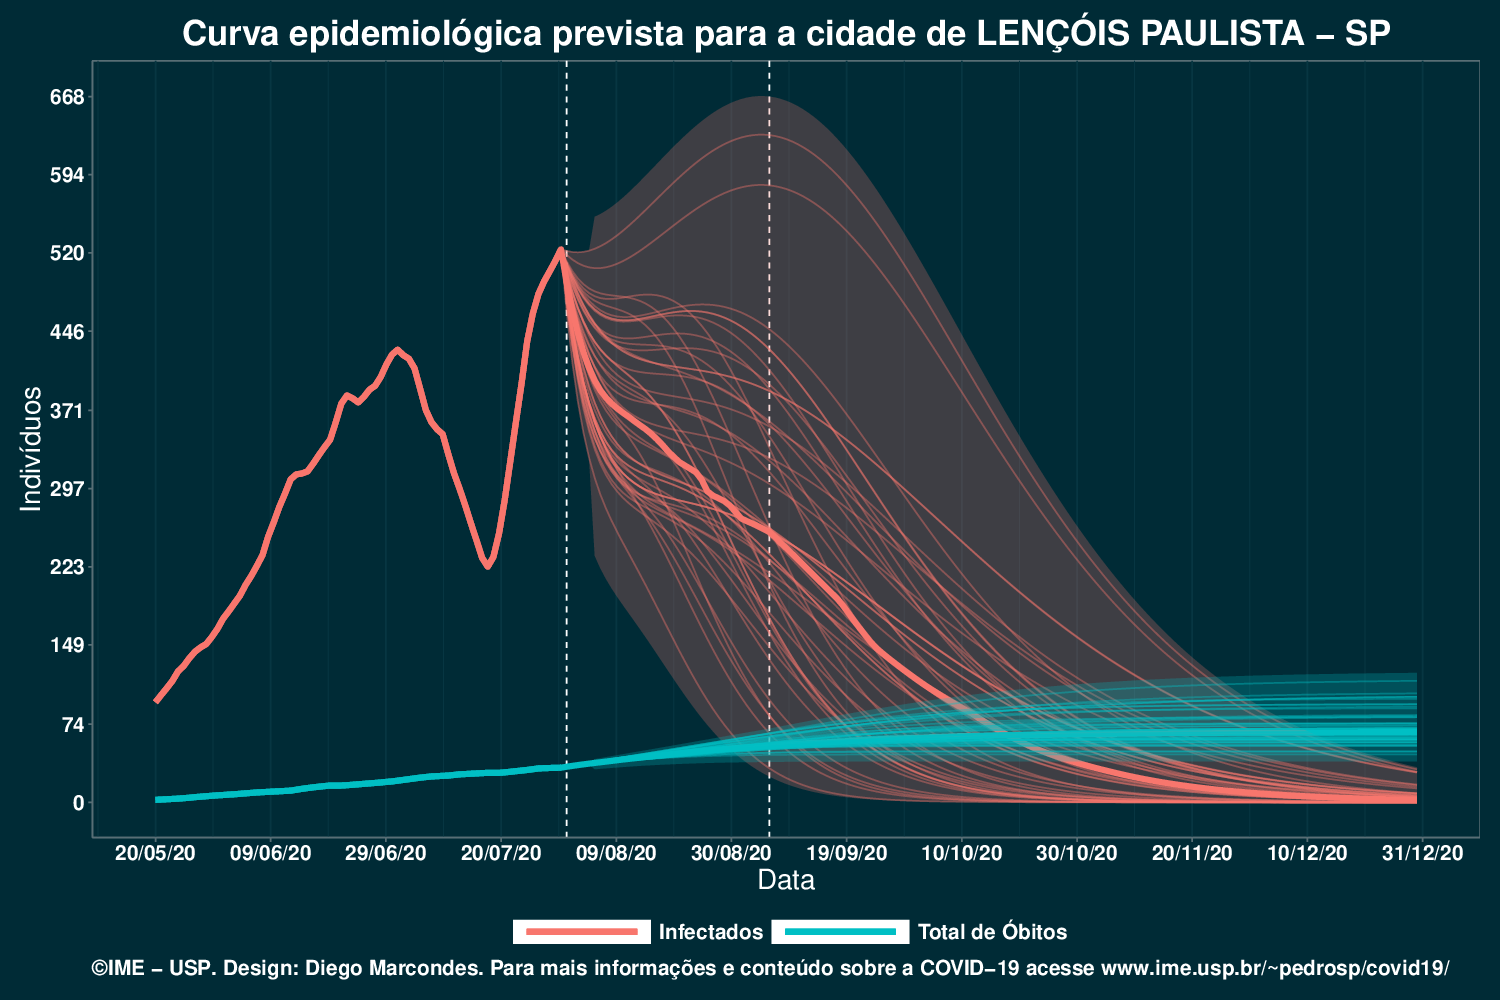 Curva epidemiológica prevista para a cidade de LENÇÓIS PAULISTA − SP
Indivíduos
668
594
520
446
371
297
223
149
74
0
20/05/20 09/06/20 29/06/20 20/07/20 09/08/20 30/08/20 19/09/20 10/10/20 30/10/20 20/11/20 10/12/20 31/12/20
Data
Infectados Total de Óbitos
©IME − USP. Design: Diego Marcondes. Para mais informações e conteúdo sobre a COVID−19 acesse www.ime.usp.br/~pedrosp/covid19/